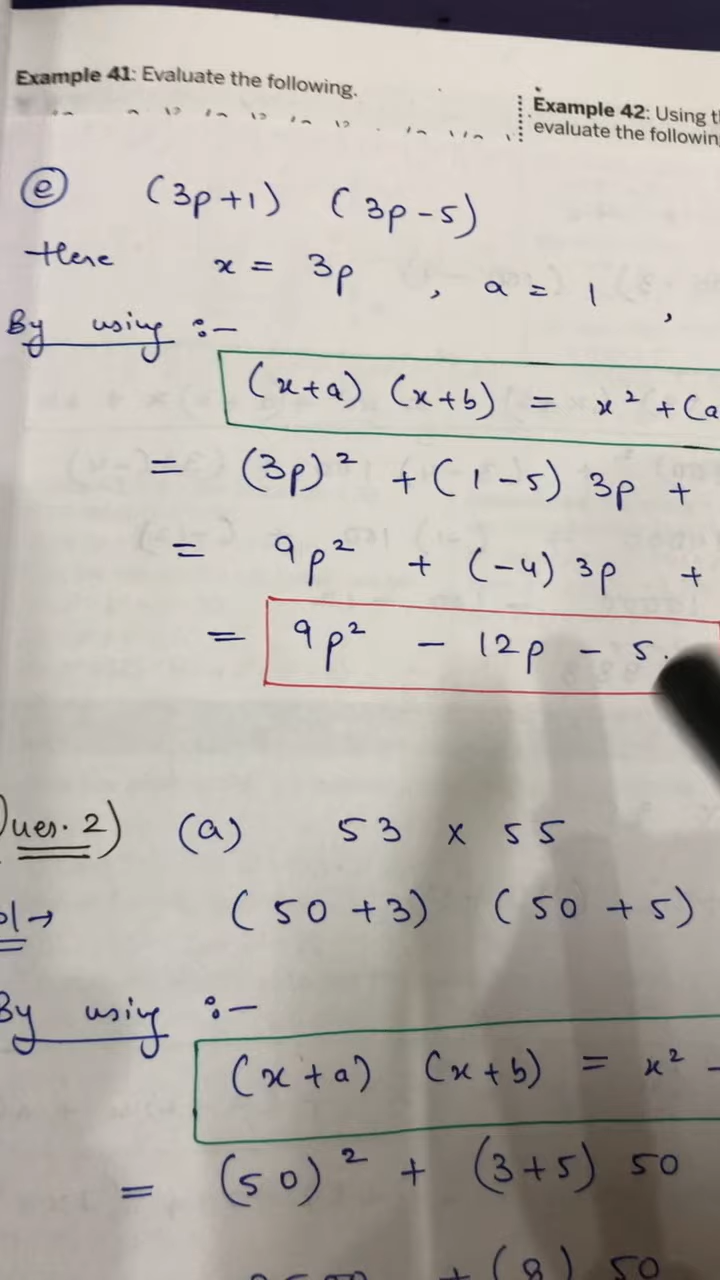 Example 41: Evaluate the following.
Example 42: Using t
evaluate the followin
(e) (3p+1) (3p-5)
Here x = 3p , a = 1 ,
By using :-
(x+a) (x+b) = x² + (a
= (3p)² + (1-5) 3p +
= 9p² + (-4) 3p +
= 9p² - 12p - 5.
Ques. 2) (a) 53 x 55
ol→ (50 +3) (50 +5)
By using :-
(x+a) (x+b) = x² -
= (50)² + (3+5) 50
+ (8) 50